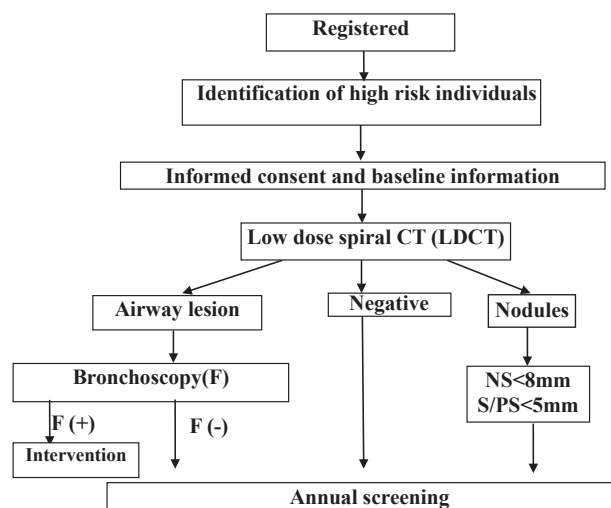 Registered
Identification of high risk individuals
Informed consent and baseline information
Low dose spiral CT (LDCT)
Airway lesion
Negative
Nodules
Bronchoscopy(F)
NS<8mm
S/PS<5mm
F (+)
F (-)
Intervention
Annual screening